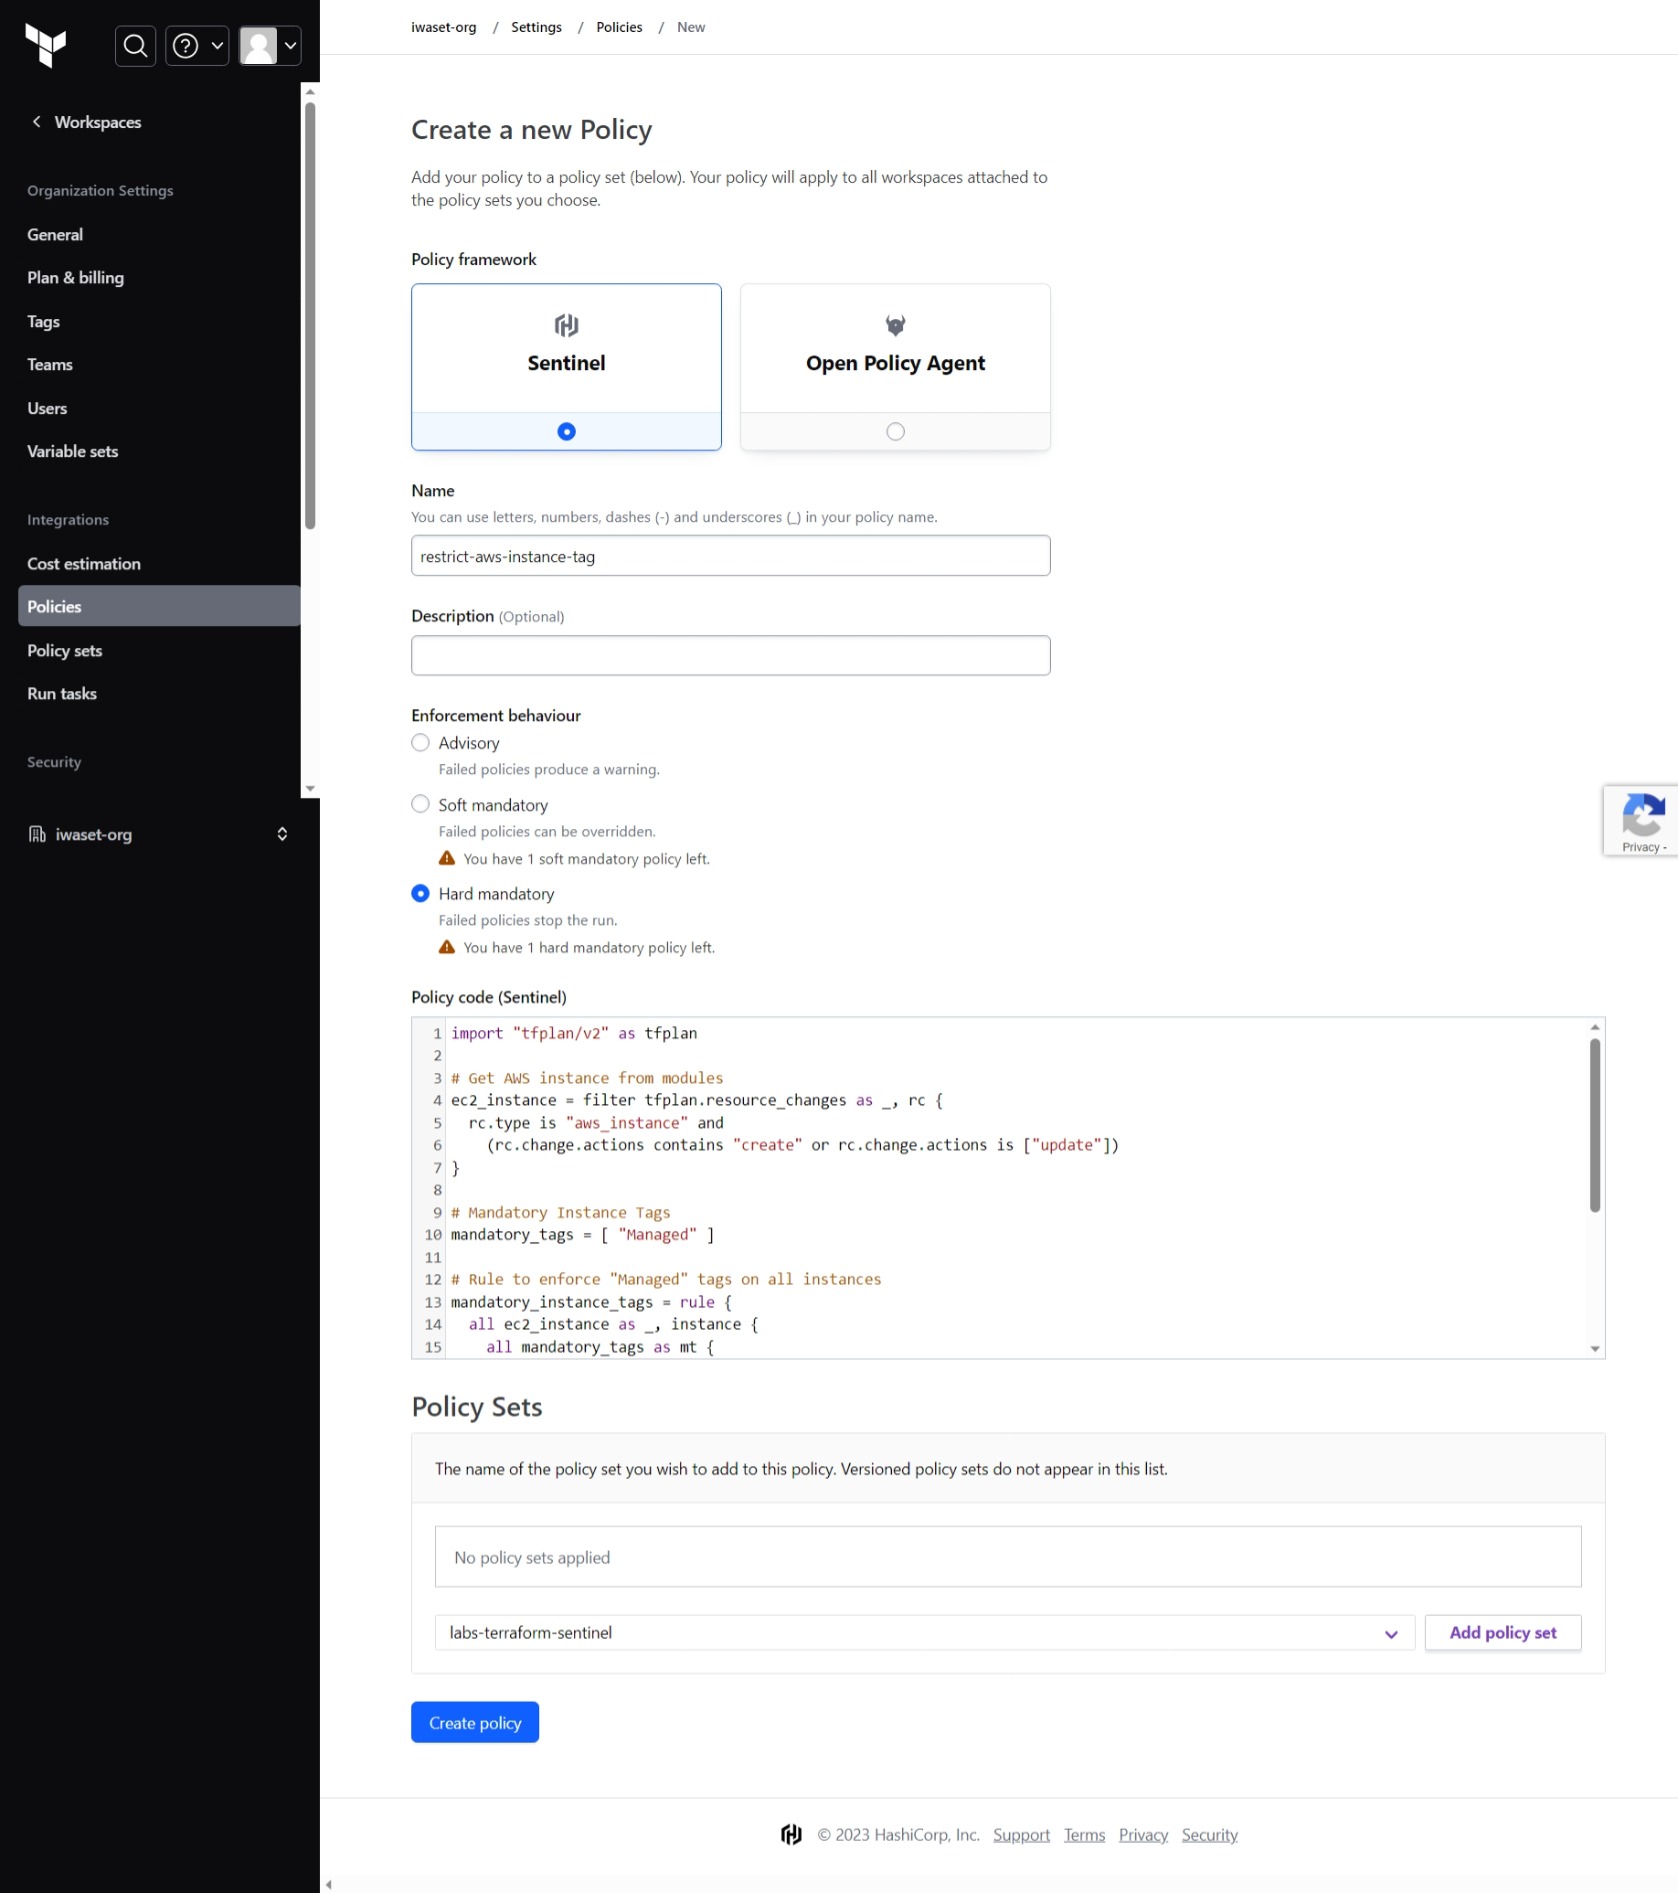 iwaset-org / Settings / Policies / New
Workspaces
Organization Settings
General
Plan & billing
Tags
Teams
Users
Variable sets
Integrations
Cost estimation
Policies
Policy sets
Run tasks
Security
iwaset-org
Create a new Policy
Add your policy to a policy set (below). Your policy will apply to all workspaces attached to
the policy sets you choose.
Policy framework
Sentinel
Open Policy Agent
Name
You can use letters, numbers, dashes (-) and underscores (_) in your policy name.
restrict-aws-instance-tag
Description (Optional)
Enforcement behaviour
Advisory
Failed policies produce a warning.
Soft mandatory
Failed policies can be overridden.
You have 1 soft mandatory policy left.
Hard mandatory
Failed policies stop the run.
You have 1 hard mandatory policy left.
Policy code (Sentinel)
1 import "tfplan/v2" as tfplan
2
3 # Get AWS instance from modules
4 ec2_instance = filter tfplan.resource_changes as _, rc {
5 rc.type is "aws_instance" and
6 (rc.change.actions contains "create" or rc.change.actions is ["update"])
7 }
8
9 # Mandatory Instance Tags
10 mandatory_tags = [ "Managed" ]
11
12 # Rule to enforce "Managed" tags on all instances
13 mandatory_instance_tags = rule {
14 all ec2_instance as _, instance {
15 all mandatory_tags as mt {
Policy Sets
The name of the policy set you wish to add to this policy. Versioned policy sets do not appear in this list.
No policy sets applied
labs-terraform-sentinel
Add policy set
Create policy
Privacy -
© 2023 HashiCorp, Inc. Support Terms Privacy Security